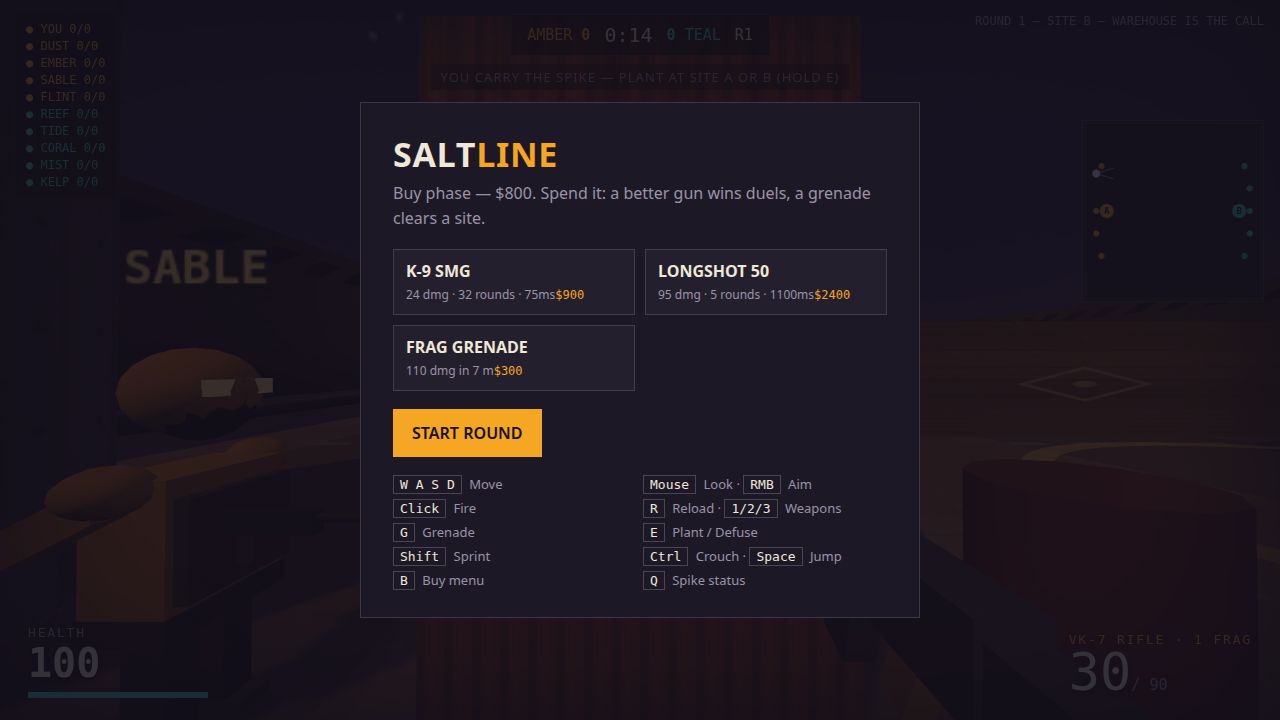 YOU 0/0
DUST 0/0
EMBER 0/0
SABLE 0/0
FLINT 0/0
REEF 0/0
TIDE 0/0
CORAL 0/0
MIST 0/0
KELP 0/0
AMBER 0 0:14 0 TEAL R1
ROUND 1 — SITE B — WAREHOUSE IS THE CALL
YOU CARRY THE SPIKE — PLANT AT SITE A OR B (HOLD E)
A B
SABLE
SALTLINE
Buy phase — $800. Spend it: a better gun wins duels, a grenade
clears a site.
K-9 SMG
24 dmg · 32 rounds · 75ms$900
LONGSHOT 50
95 dmg · 5 rounds · 1100ms$2400
FRAG GRENADE
110 dmg in 7 m$300
START ROUND
W A S D Move
Mouse Look · RMB Aim
Click Fire
R Reload · 1/2/3 Weapons
G Grenade
E Plant / Defuse
Shift Sprint
Ctrl Crouch · Space Jump
B Buy menu
Q Spike status
HEALTH
100
VK-7 RIFLE · 1 FRAG
30 / 90